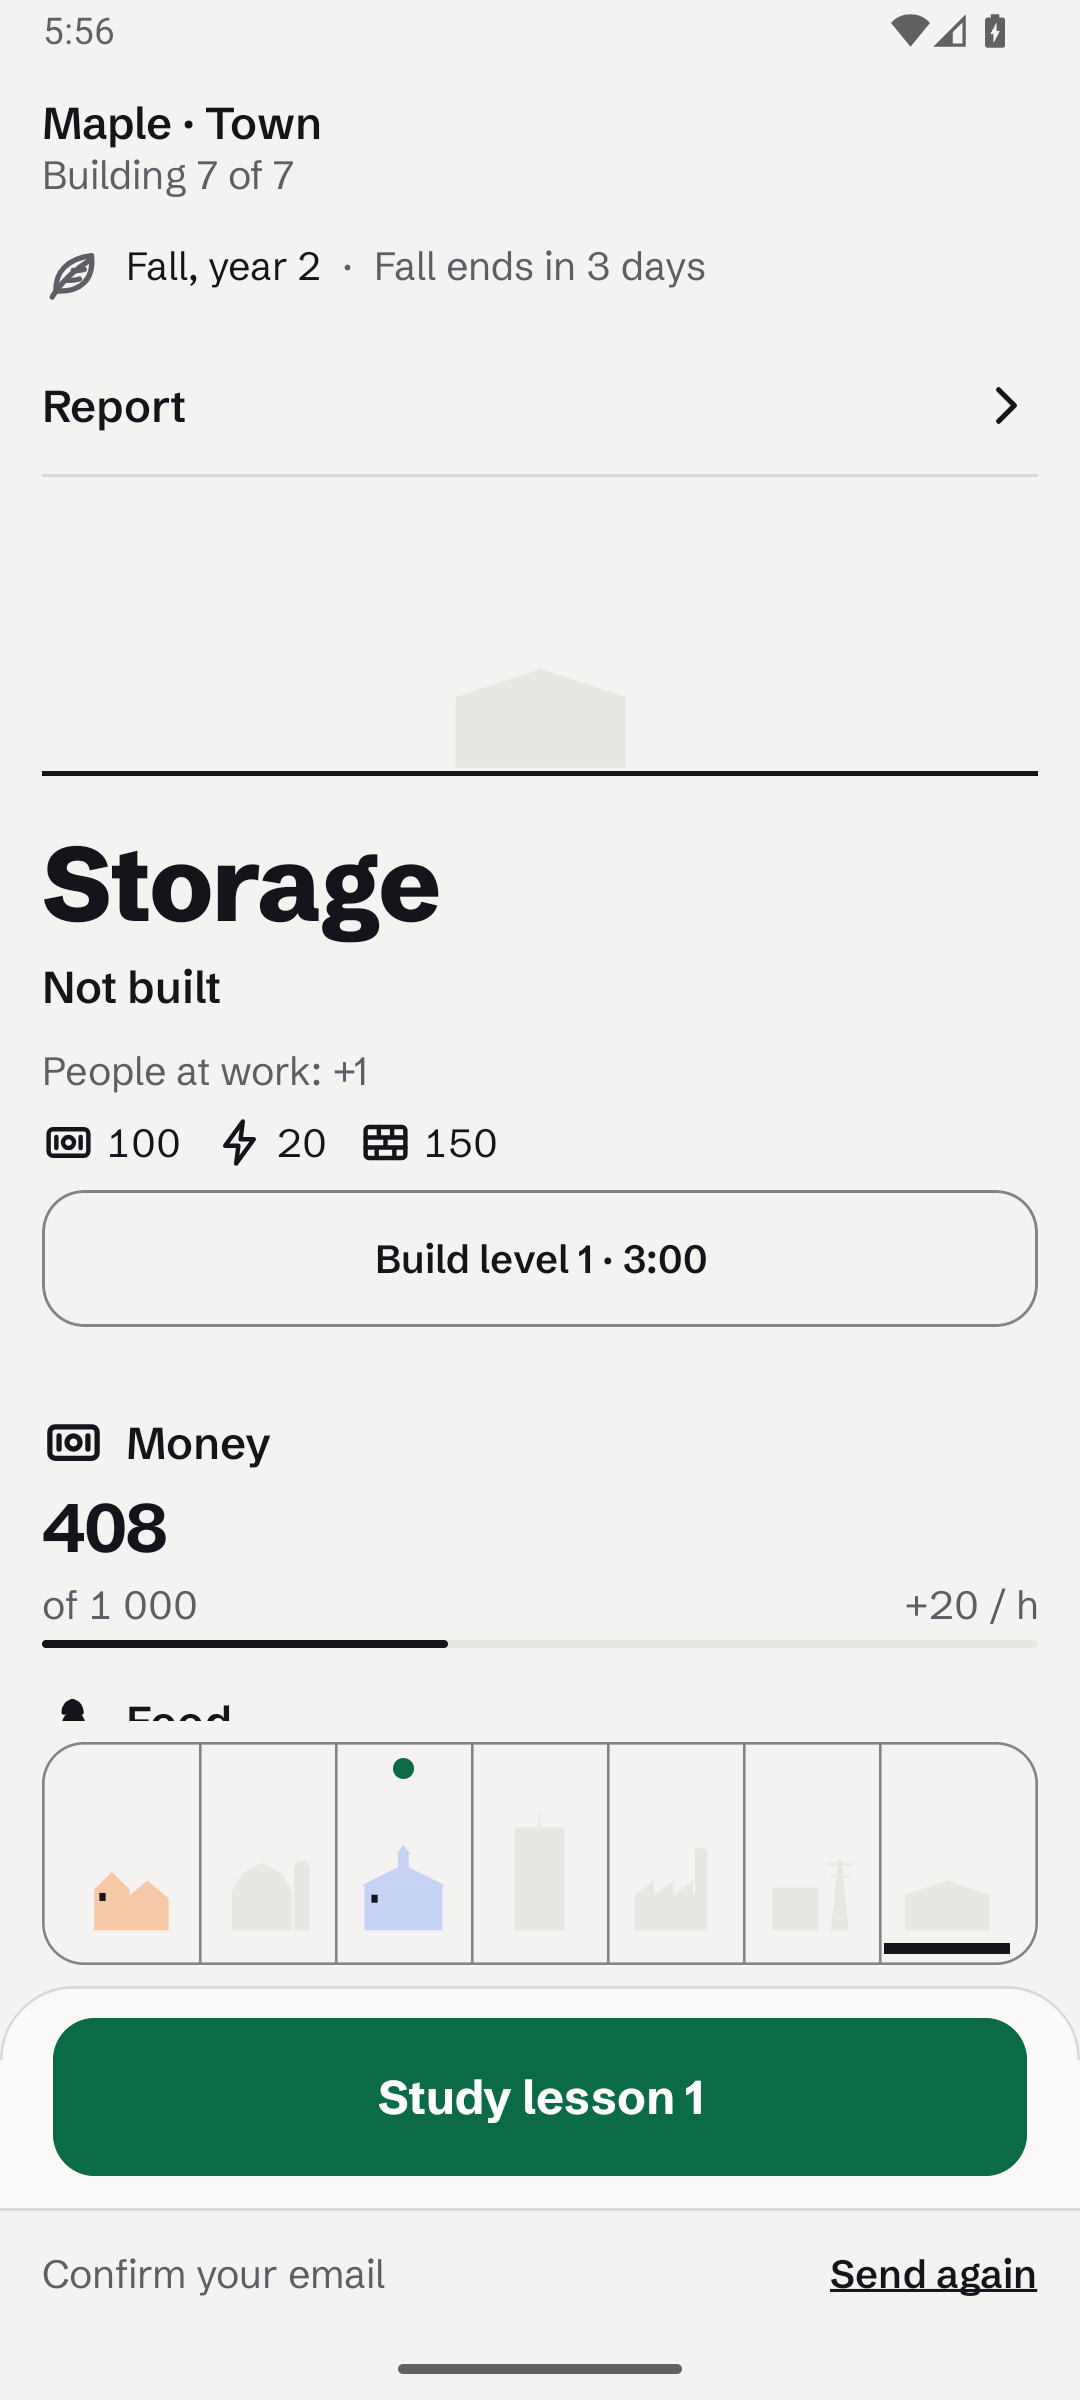 5:56
Maple · Town
Building 7 of 7
Fall, year 2 · Fall ends in 3 days
Report
Storage
Not built
People at work: +1
100 20 150
Build level 1 · 3:00
Money
408
of 1 000 +20 / h
Food
Study lesson 1
Confirm your email Send again